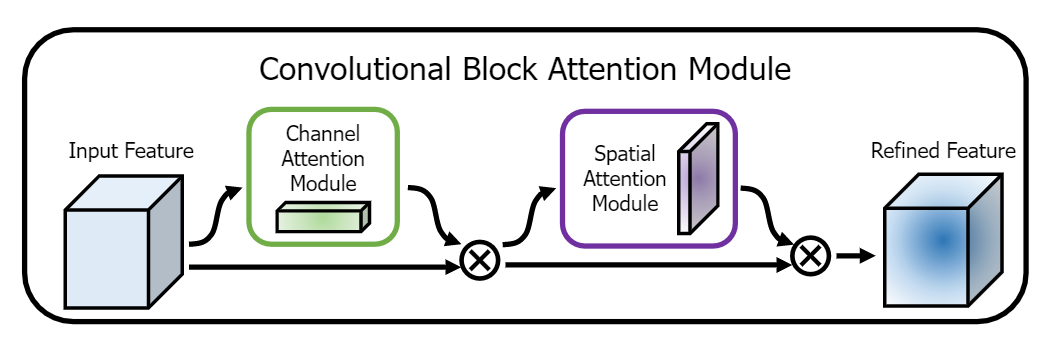 Convolutional Block Attention Module
Input Feature
Channel
Attention
Module
Spatial
Attention
Module
Refined Feature